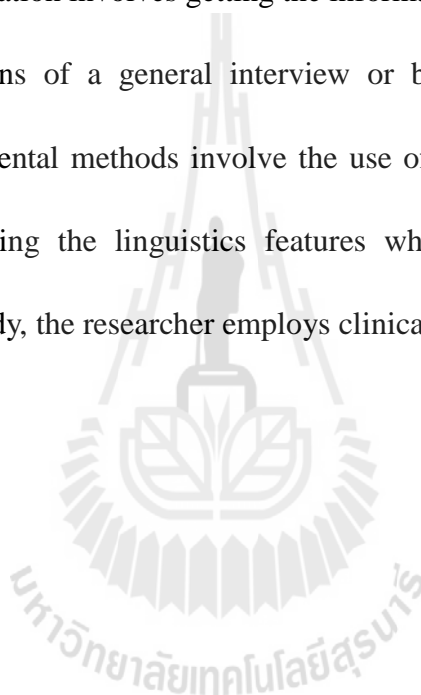 ation involves getting the inform
ns of a general interview or b
ental methods involve the use o
ing the linguistics features wh
dy, the researcher employs clinica
มหาวิทยาลัยเทคโนโลยีสุรนารี